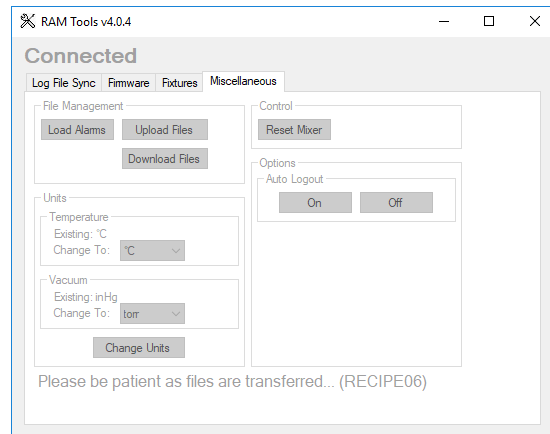 RAM Tools v4.0.4
Connected
Log File Sync Firmware Fixtures Miscellaneous
File Management
Load Alarms Upload Files
Download Files
Control
Reset Mixer
Options
Auto Logout
On Off
Units
Temperature
Existing: °C
Change To: °C
Vacuum
Existing: inHg
Change To: torr
Change Units
Please be patient as files are transferred... (RECIPE06)